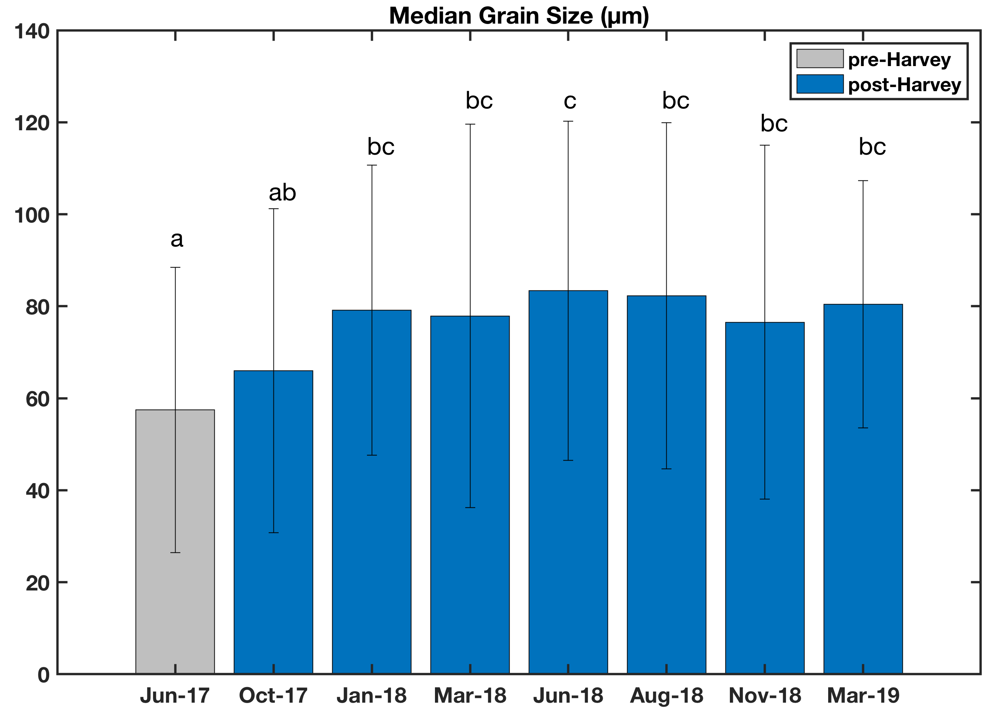 Median Grain Size (µm)
140
120
100
80
60
40
20
0
pre-Harvey
post-Harvey
a
ab
bc
bc
c
bc
bc
bc
Jun-17 Oct-17 Jan-18 Mar-18 Jun-18 Aug-18 Nov-18 Mar-19